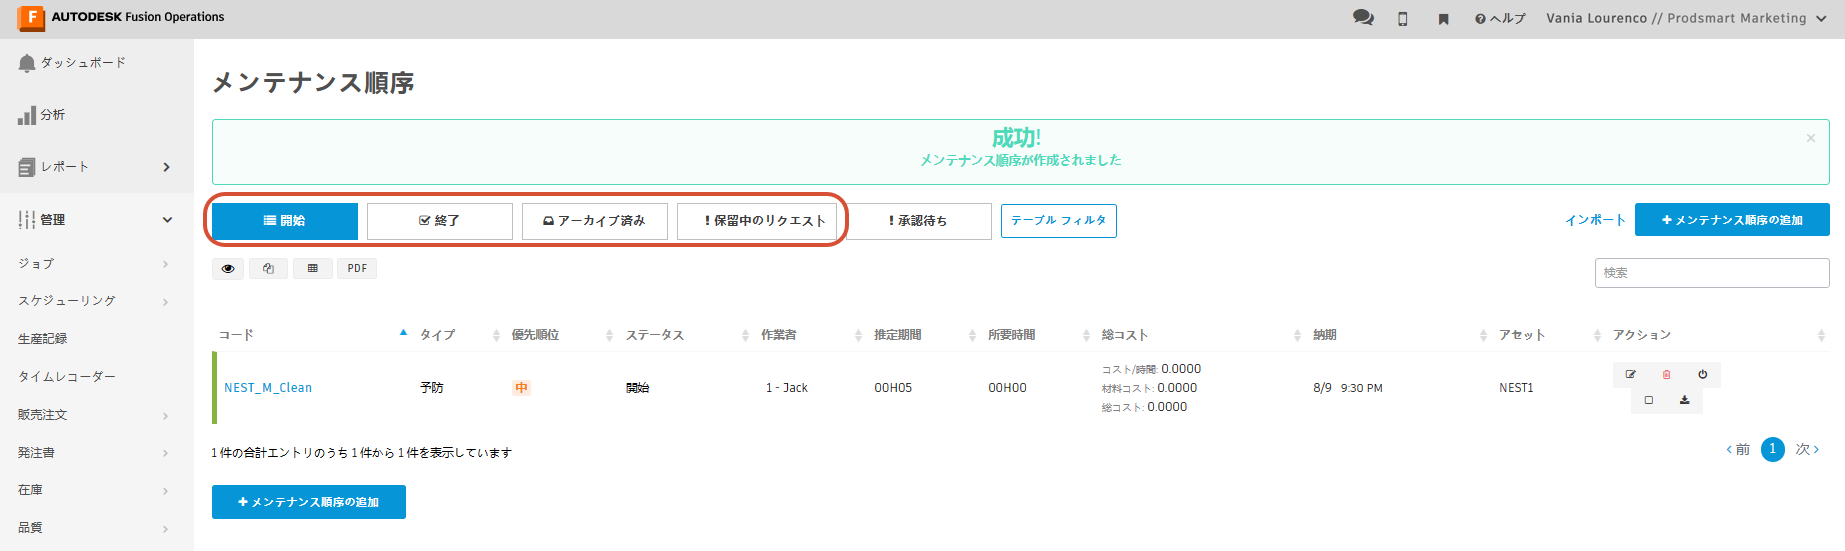 F AUTODESK Fusion Operations
ヘルプ Vania Lourenco // Prodsmart Marketing
ダッシュボード
分析
レポート
管理
ジョブ
スケジューリング
生産記録
タイムレコーダー
販売注文
発注書
在庫
品質
メンテナンス順序
成功!
メンテナンス順序が作成されました
×
開始 終了 アーカイブ済み 保留中のリクエスト 承認待ち テーブル フィルタ インポート + メンテナンス順序の追加
PDF 検索
コード タイプ 優先順位 ステータス 作業者 推定期間 所要時間 総コスト 納期 アセット アクション
NEST_M_Clean 予防 中 開始 1 - Jack 00H05 00H00
コスト/時間: 0.0000
材料コスト: 0.0000
総コスト: 0.0000
8/9 9:30 PM NEST1
1 件の合計エントリのうち 1 件から 1 件を表示しています
‹ 前 1 次 ›
+ メンテナンス順序の追加